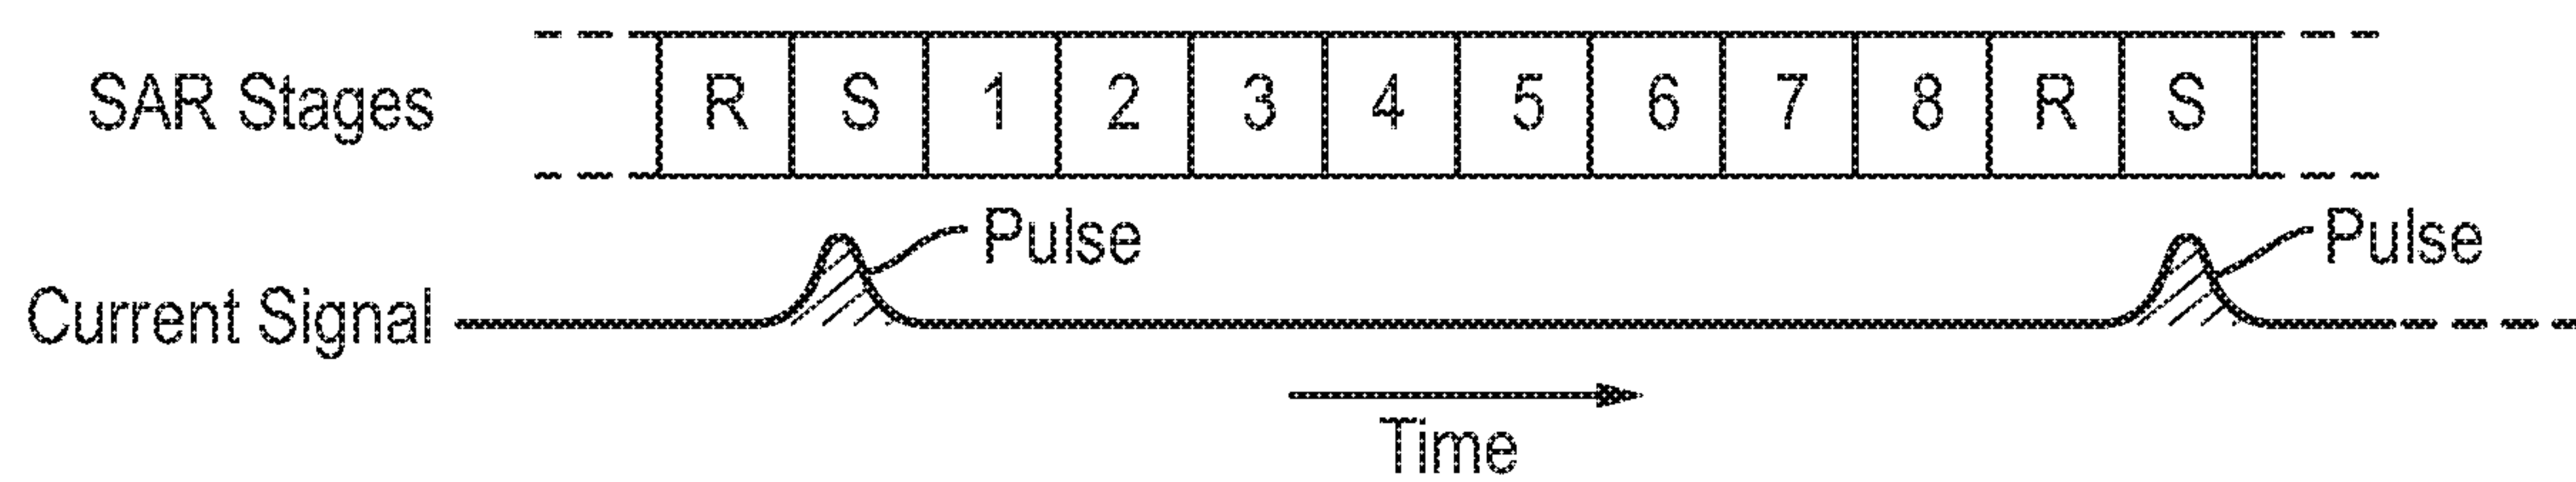 SAR Stages R S 1 2 3 4 5 6 7 8 R S
Pulse Pulse
Current Signal
Time